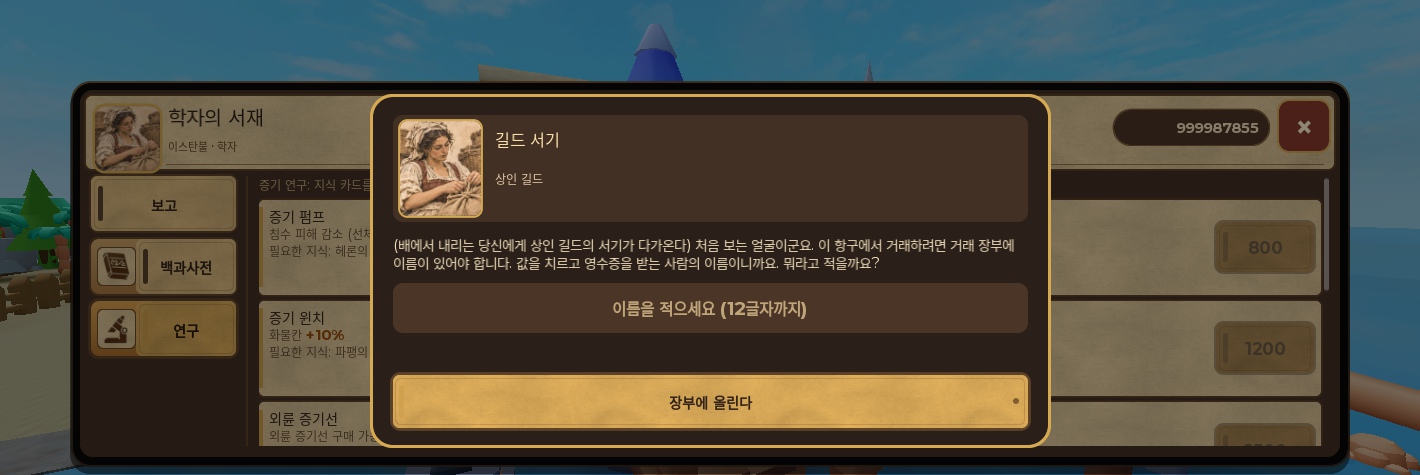 학자의 서재
이스탄불 · 학자
999987855
보고
백과사전
연구
증기 연구: 지식 카드를
증기 펌프
침수 피해 감소 (선체
필요한 지식: 헤론의
800
증기 윈치
화물칸 +10%
필요한 지식: 파팽의
1200
외륜 증기선
외륜 증기선 구매 가능
길드 서기
상인 길드
(배에서 내리는 당신에게 상인 길드의 서기가 다가온다) 처음 보는 얼굴이군요. 이 항구에서 거래하려면 거래 장부에
이름이 있어야 합니다. 값을 치르고 영수증을 받는 사람의 이름이니까요. 뭐라고 적을까요?
이름을 적으세요 (12글자까지)
장부에 올린다